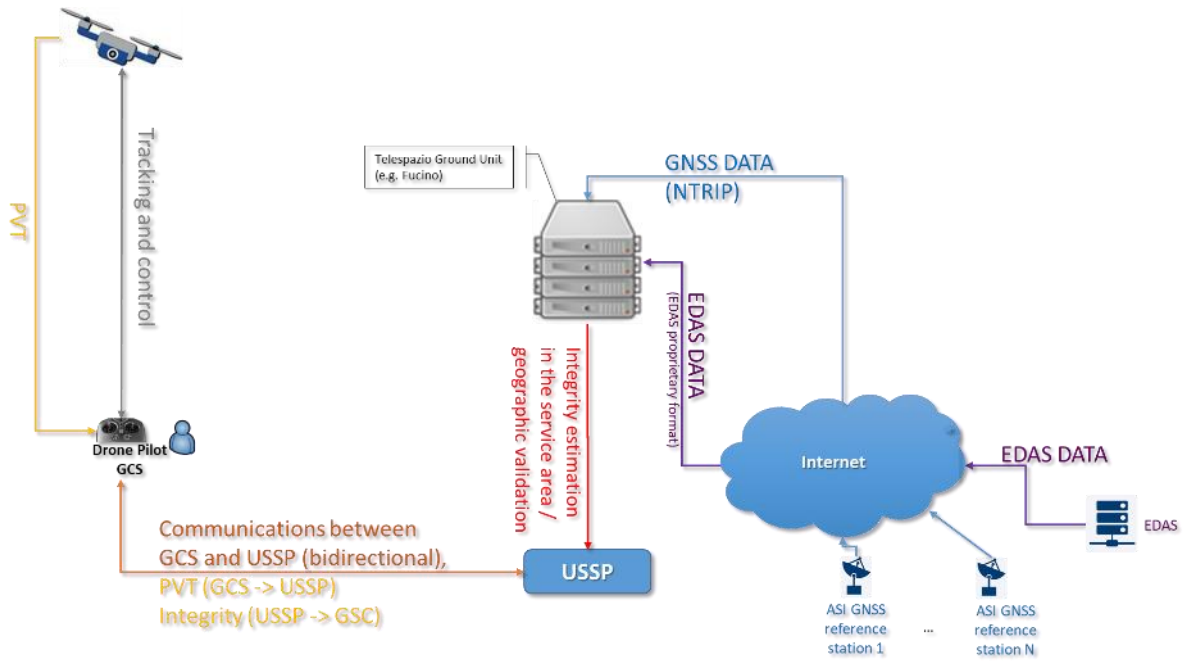 PVT
Tracking and control
Telespazio Ground Unit
(e.g. Fucino)
GNSS DATA
(NTRIP)
EDAS DATA
(EDAS proprietary format)
Integrity estimation
in the service area /
geographic validation
Drone Pilot
GCS
Internet
EDAS DATA
EDAS
Communications between
GCS and USSP (bidirectional),
PVT (GCS -> USSP)
Integrity (USSP -> GSC)
USSP
ASI GNSS
reference
station 1
...
ASI GNSS
reference
station N